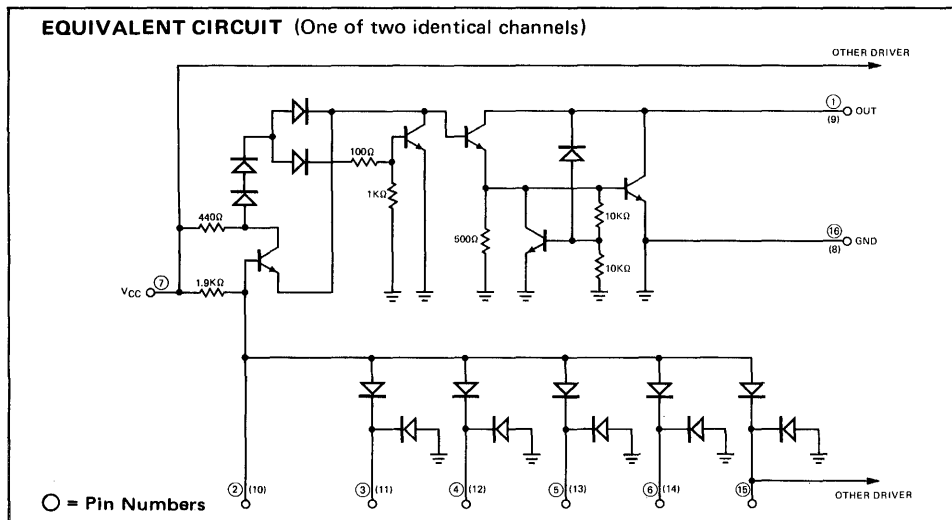 EQUIVALENT CIRCUIT (One of two identical channels)
OTHER DRIVER
① OUT
(9)
100Ω
1KΩ
440Ω
500Ω
10KΩ
10KΩ
⑯ GND
(8)
VCC ⑦
1.9KΩ
② (10)
③ (11)
④ (12)
⑤ (13)
⑥ (14)
⑮
OTHER DRIVER
○ = Pin Numbers